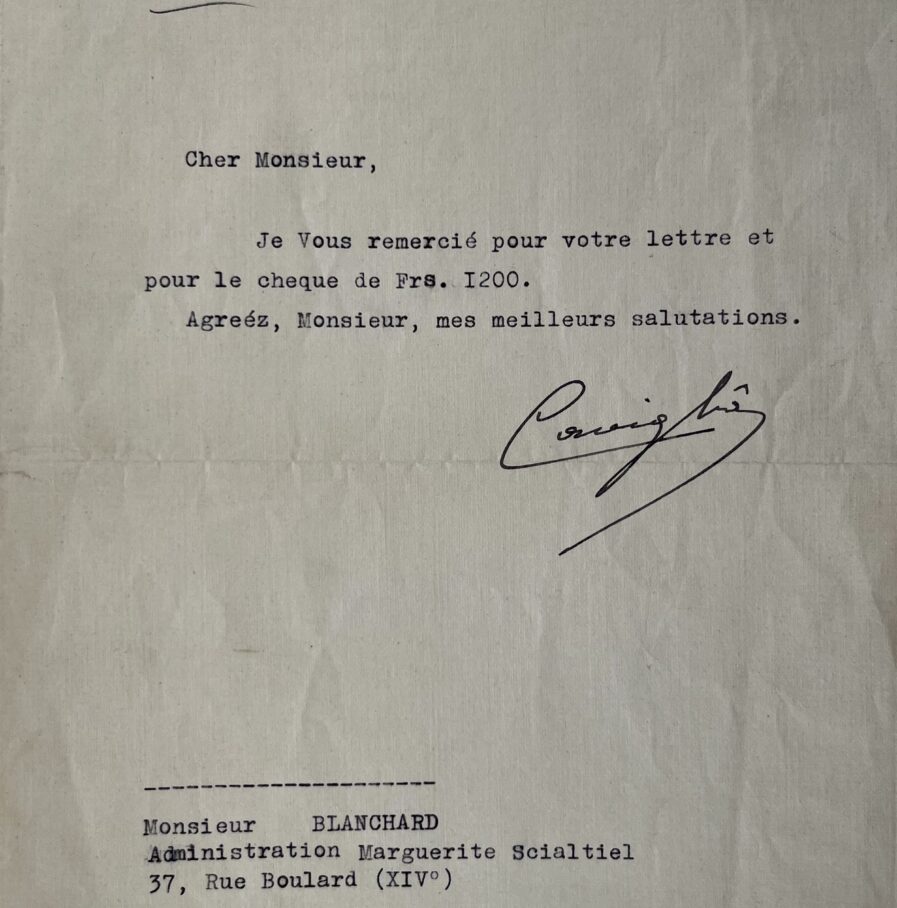 Cher Monsieur,
Je Vous remercié pour votre lettre et
pour le cheque de Frs. I200.
Agreéz, Monsieur, mes meilleurs salutations.
---------------------
Monsieur BLANCHARD
Administration Marguerite Scialtiel
37, Rue Boulard (XIVº)